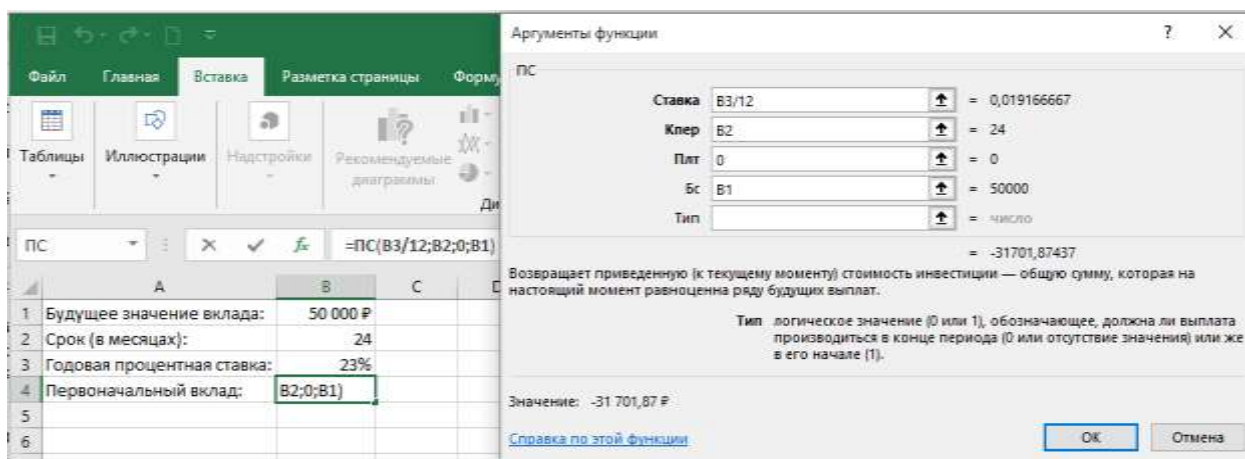 Файл Главная Вставка Разметка страницы Форму
Таблицы Иллюстрации Надстройки Рекомендуемые диаграммы
Ди
ПС =ПС(B3/12;B2;0;B1)
A B C D
1 Будущее значение вклада: 50 000 ₽
2 Срок (в месяцах): 24
3 Годовая процентная ставка: 23%
4 Первоначальный вклад: B2;0;B1)
5
6
Аргументы функции ? ×
ПС
Ставка B3/12 = 0,019166667
Кпер B2 = 24
Плт 0 = 0
Бс B1 = 50000
Тип = число
= -31701,87437
Возвращает приведенную (к текущему моменту) стоимость инвестиции — общую сумму, которая на
настоящий момент равноценна ряду будущих выплат.
Тип логическое значение (0 или 1), обозначающее, должна ли выплата
производиться в конце периода (0 или отсутствие значения) или же
в его начале (1).
Значение: -31 701,87 ₽
Справка по этой функции
ОК Отмена